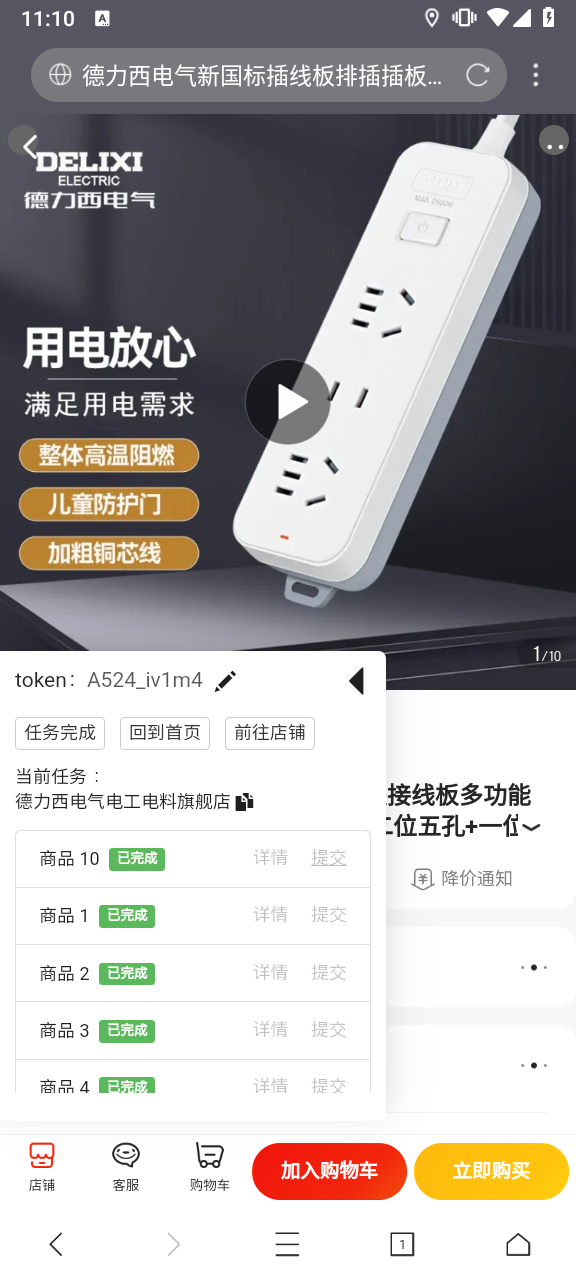 11:10
德力西电气新国标插线板排插插板...
DELIXI
ELECTRIC
德力西电气
MAX 2500W
用电放心
满足用电需求
整体高温阻燃
儿童防护门
加粗铜芯线
1/10
token： A524_iv1m4
任务完成 回到首页 前往店铺
当前任务 ：
德力西电气电工电料旗舰店
接线板多功能
二位五孔+一位
降价通知
商品 10 已完成 详情 提交
商品 1 已完成 详情 提交
商品 2 已完成 详情 提交
商品 3 已完成 详情 提交
商品 4 已完成 详情 提交
店铺 客服 购物车 加入购物车 立即购买
1